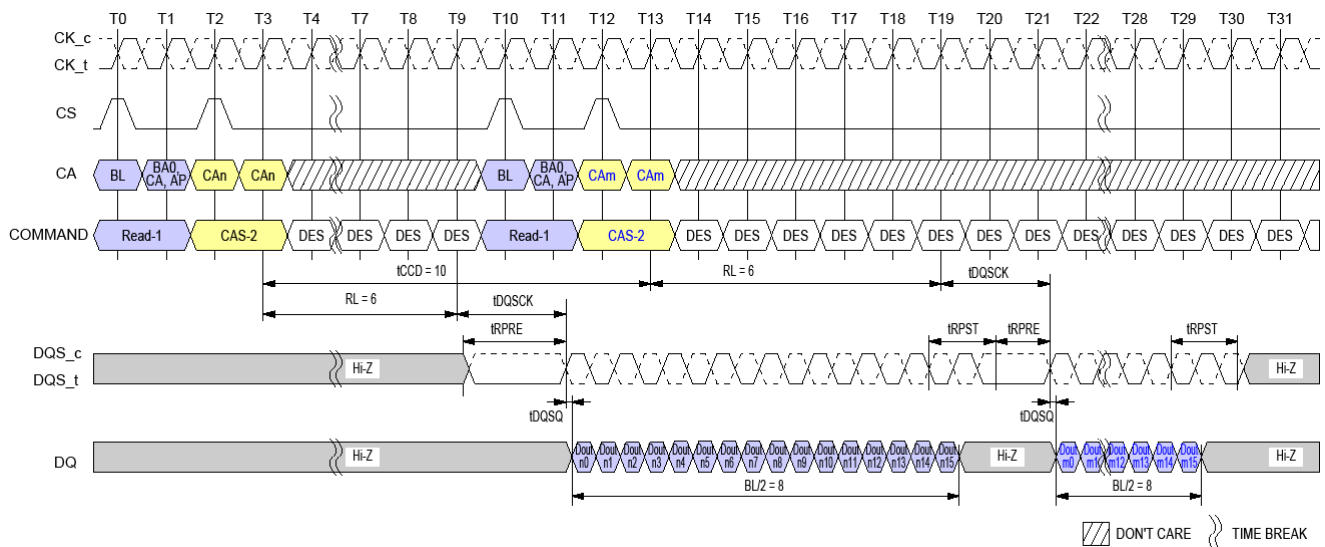 T0 T1 T2 T3 T4 T7 T8 T9 T10 T11 T12 T13 T14 T15 T16 T17 T18 T19 T20 T21 T22 T28 T29 T30 T31
CK_c
CK_t
CS
CA BL BA0, CA, AP CAn CAn BL BA0, CA, AP CAm CAm
COMMAND Read-1 CAS-2 DES DES DES DES Read-1 CAS-2 DES DES DES DES DES DES DES DES DES DES DES DES DES
tCCD = 10 RL = 6 tDQSCK
RL = 6 tDQSCK
tRPRE tRPST tRPRE tRPST
DQS_c
DQS_t
Hi-Z Hi-Z
tDQSQ tDQSQ
DQ Hi-Z Dout n0 Dout n1 Dout n2 Dout n3 Dout n4 Dout n5 Dout n6 Dout n7 Dout n8 Dout n9 Dout n10 Dout n11 Dout n12 Dout n13 Dout n14 Dout n15 Hi-Z Dout m0 Dout m1 Dout m12 Dout m13 Dout m14 Dout m15 Hi-Z
BL/2 = 8 BL/2 = 8
DON'T CARE TIME BREAK